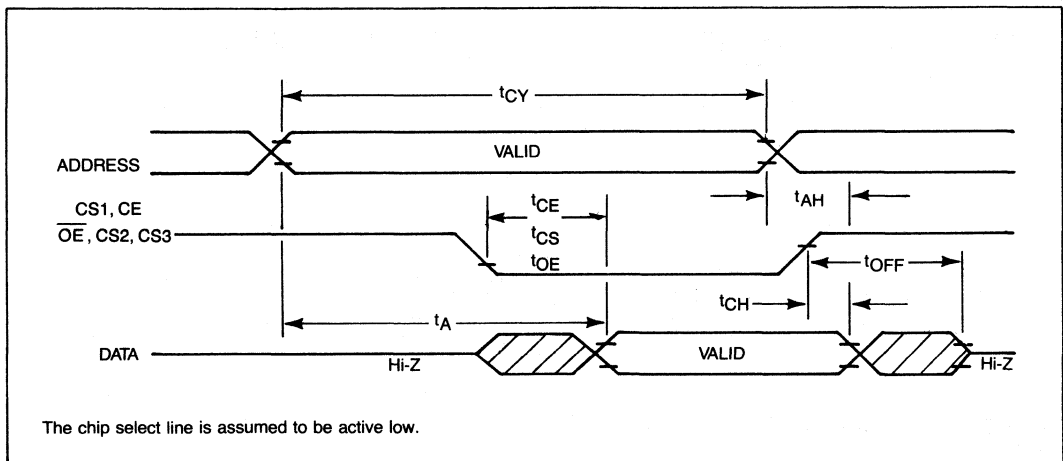 tCY
ADDRESS
VALID
tAH
CS1, CE
OE, CS2, CS3
tCE
tCS
tOE
tOFF
tCH
tA
DATA
Hi-Z
VALID
Hi-Z
The chip select line is assumed to be active low.